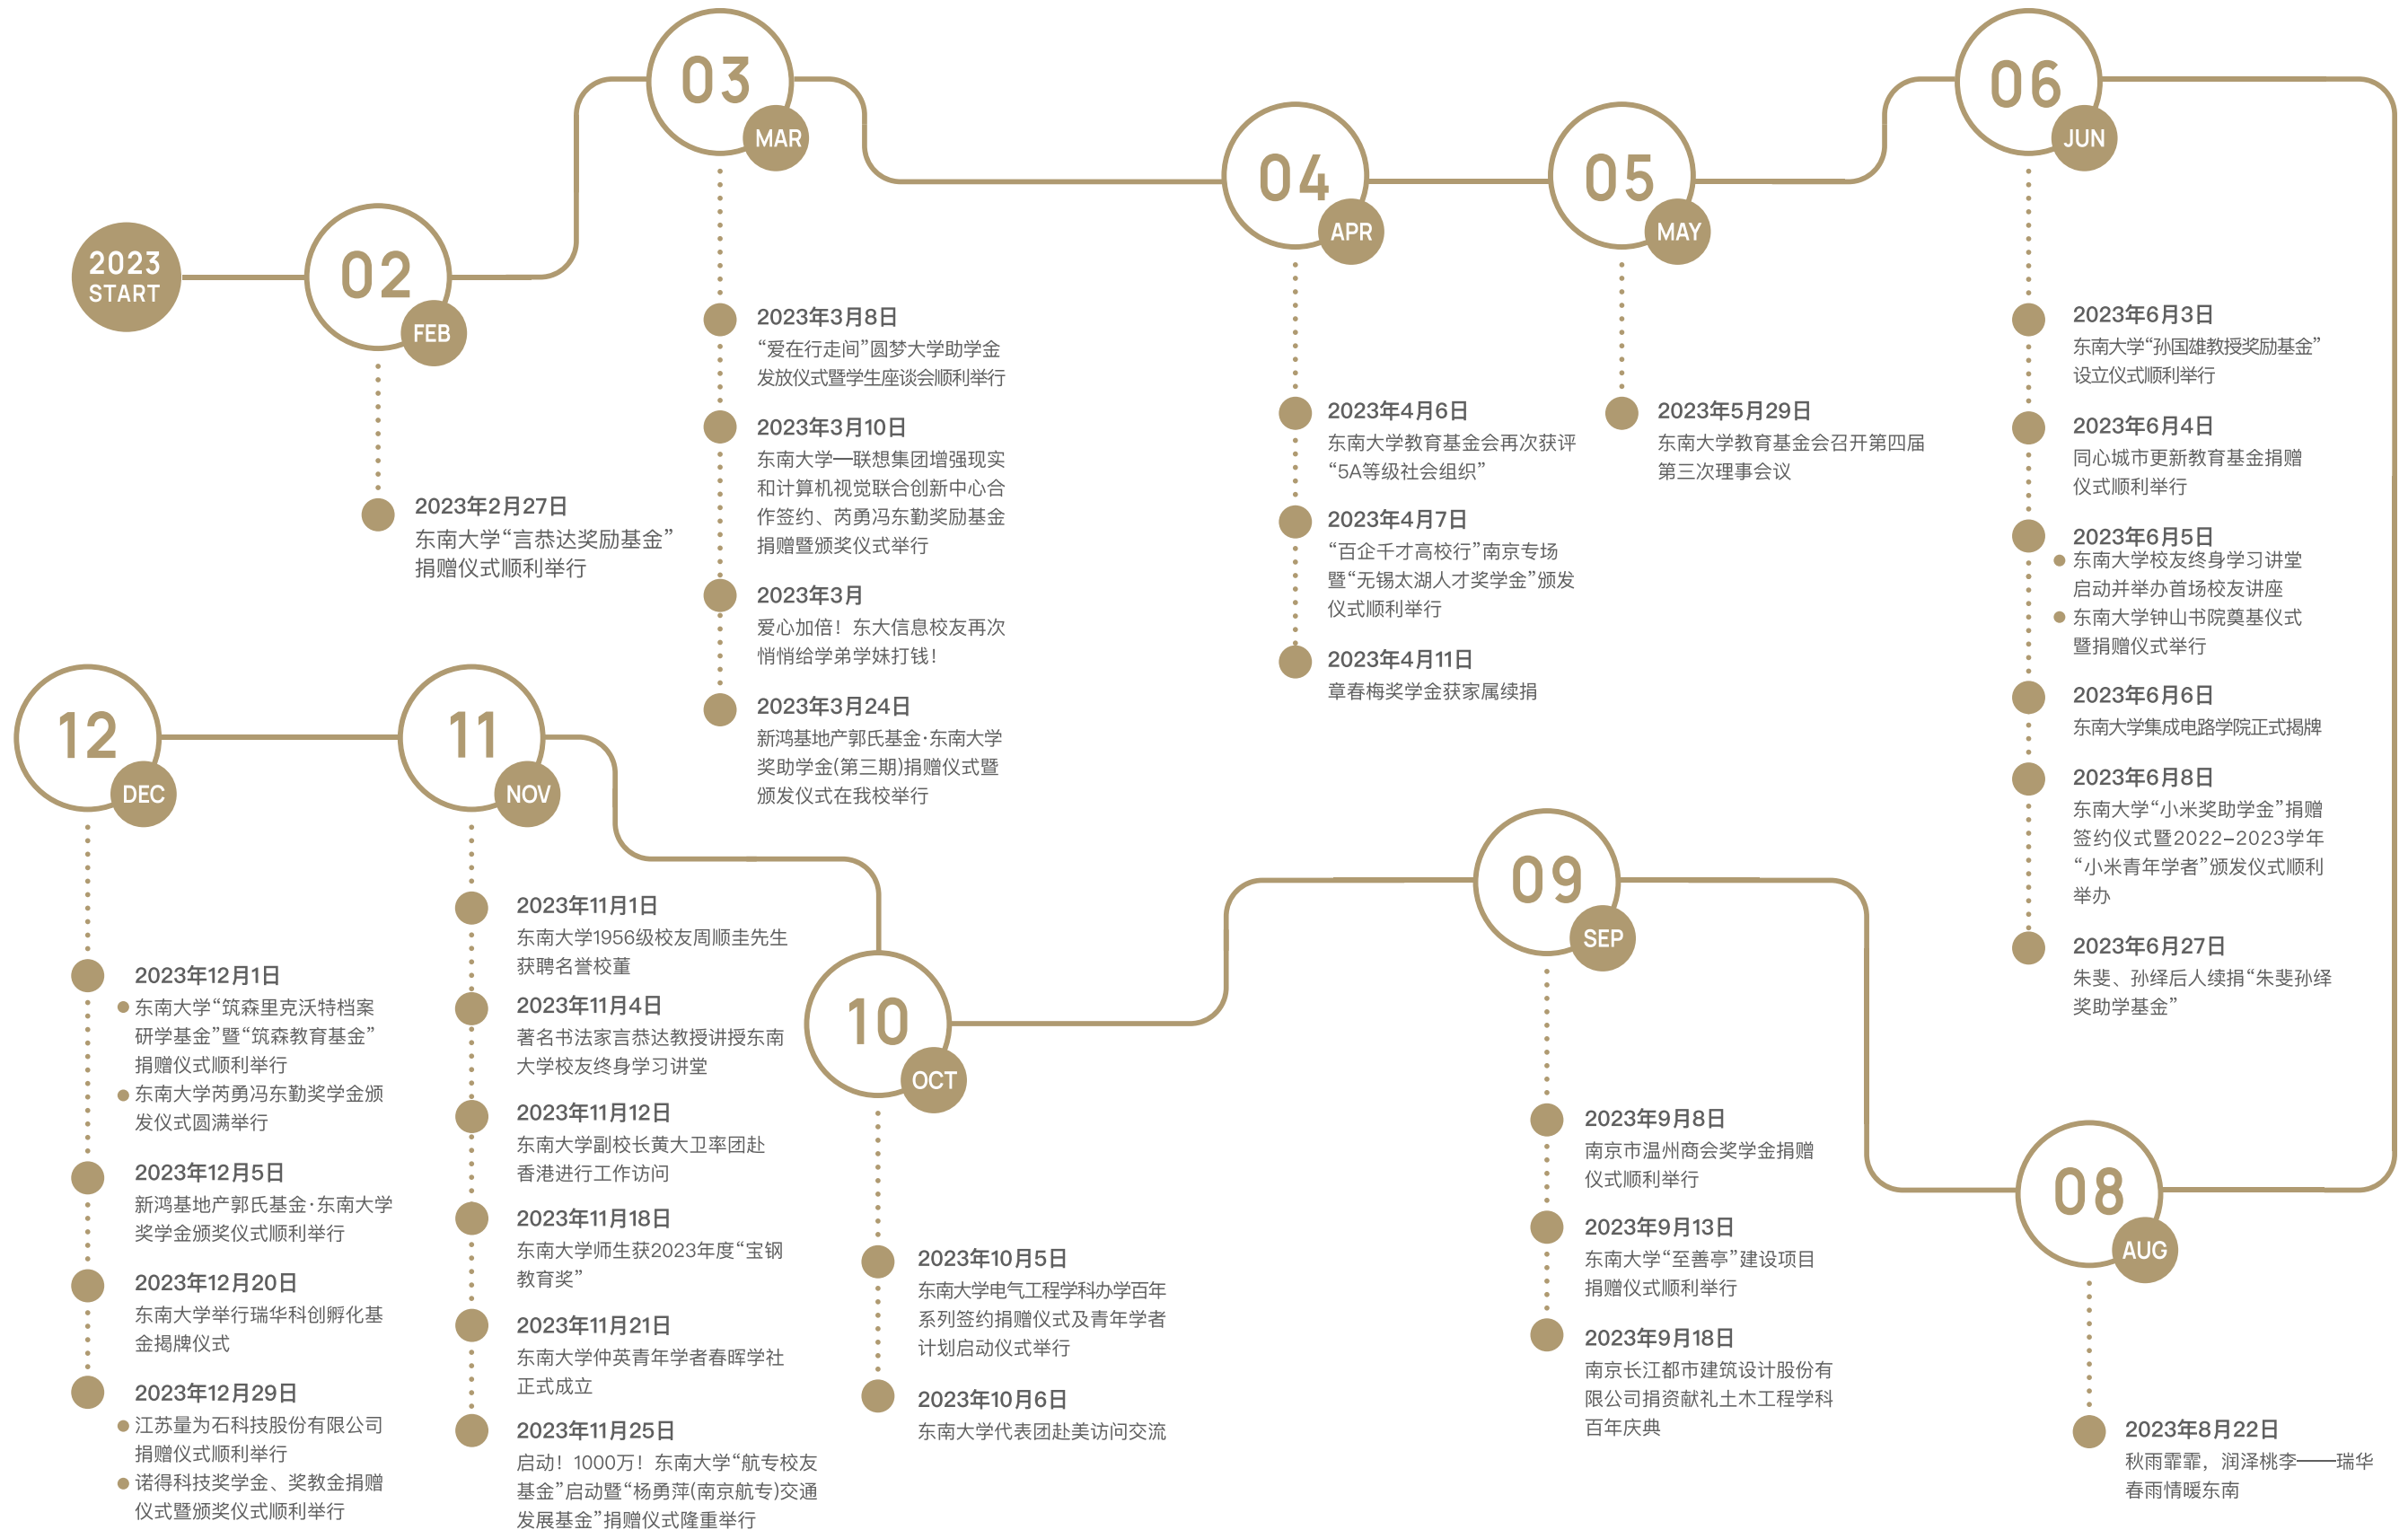 2023
START
02
FEB
2023年2月27日
东南大学“言恭达奖励基金”
捐赠仪式顺利举行
03
MAR
2023年3月8日
“爱在行走间”圆梦大学助学金
发放仪式暨学生座谈会顺利举行
2023年3月10日
东南大学—联想集团增强现实
和计算机视觉联合创新中心合
作签约、芮勇冯东勤奖励基金
捐赠暨颁奖仪式举行
2023年3月
爱心加倍！东大信息校友再次
悄悄给学弟学妹打钱！
2023年3月24日
新鸿基地产郭氏基金·东南大学
奖助学金(第三期)捐赠仪式暨
颁发仪式在我校举行
04
APR
2023年4月6日
东南大学教育基金会再次获评
“5A等级社会组织”
2023年4月7日
“百企千才高校行”南京专场
暨“无锡太湖人才奖学金”颁发
仪式顺利举行
2023年4月11日
章春梅奖学金获家属续捐
05
MAY
2023年5月29日
东南大学教育基金会召开第四届
第三次理事会议
06
JUN
2023年6月3日
东南大学“孙国雄教授奖励基金”
设立仪式顺利举行
2023年6月4日
同心城市更新教育基金捐赠
仪式顺利举行
2023年6月5日
东南大学校友终身学习讲堂
启动并举办首场校友讲座
东南大学钟山书院奠基仪式
暨捐赠仪式举行
2023年6月6日
东南大学集成电路学院正式揭牌
2023年6月8日
东南大学“小米奖助学金”捐赠
签约仪式暨2022–2023学年
“小米青年学者”颁发仪式顺利
举办
2023年6月27日
朱斐、孙绎后人续捐“朱斐孙绎
奖助学基金”
08
AUG
2023年8月22日
秋雨霏霏，润泽桃李——瑞华
春雨情暖东南
09
SEP
2023年9月8日
南京市温州商会奖学金捐赠
仪式顺利举行
2023年9月13日
东南大学“至善亭”建设项目
捐赠仪式顺利举行
2023年9月18日
南京长江都市建筑设计股份有
限公司捐资献礼土木工程学科
百年庆典
10
OCT
2023年10月5日
东南大学电气工程学科办学百年
系列签约捐赠仪式及青年学者
计划启动仪式举行
2023年10月6日
东南大学代表团赴美访问交流
11
NOV
2023年11月1日
东南大学1956级校友周顺圭先生
获聘名誉校董
2023年11月4日
著名书法家言恭达教授讲授东南
大学校友终身学习讲堂
2023年11月12日
东南大学副校长黄大卫率团赴
香港进行工作访问
2023年11月18日
东南大学师生获2023年度“宝钢
教育奖”
2023年11月21日
东南大学仲英青年学者春晖学社
正式成立
2023年11月25日
启动！1000万！东南大学“航专校友
基金”启动暨“杨勇萍(南京航专)交通
发展基金”捐赠仪式隆重举行
12
DEC
2023年12月1日
东南大学“筑森里克沃特档案
研学基金”暨“筑森教育基金”
捐赠仪式顺利举行
东南大学芮勇冯东勤奖学金颁
发仪式圆满举行
2023年12月5日
新鸿基地产郭氏基金·东南大学
奖学金颁奖仪式顺利举行
2023年12月20日
东南大学举行瑞华科创孵化基
金揭牌仪式
2023年12月29日
江苏量为石科技股份有限公司
捐赠仪式顺利举行
诺得科技奖学金、奖教金捐赠
仪式暨颁奖仪式顺利举行